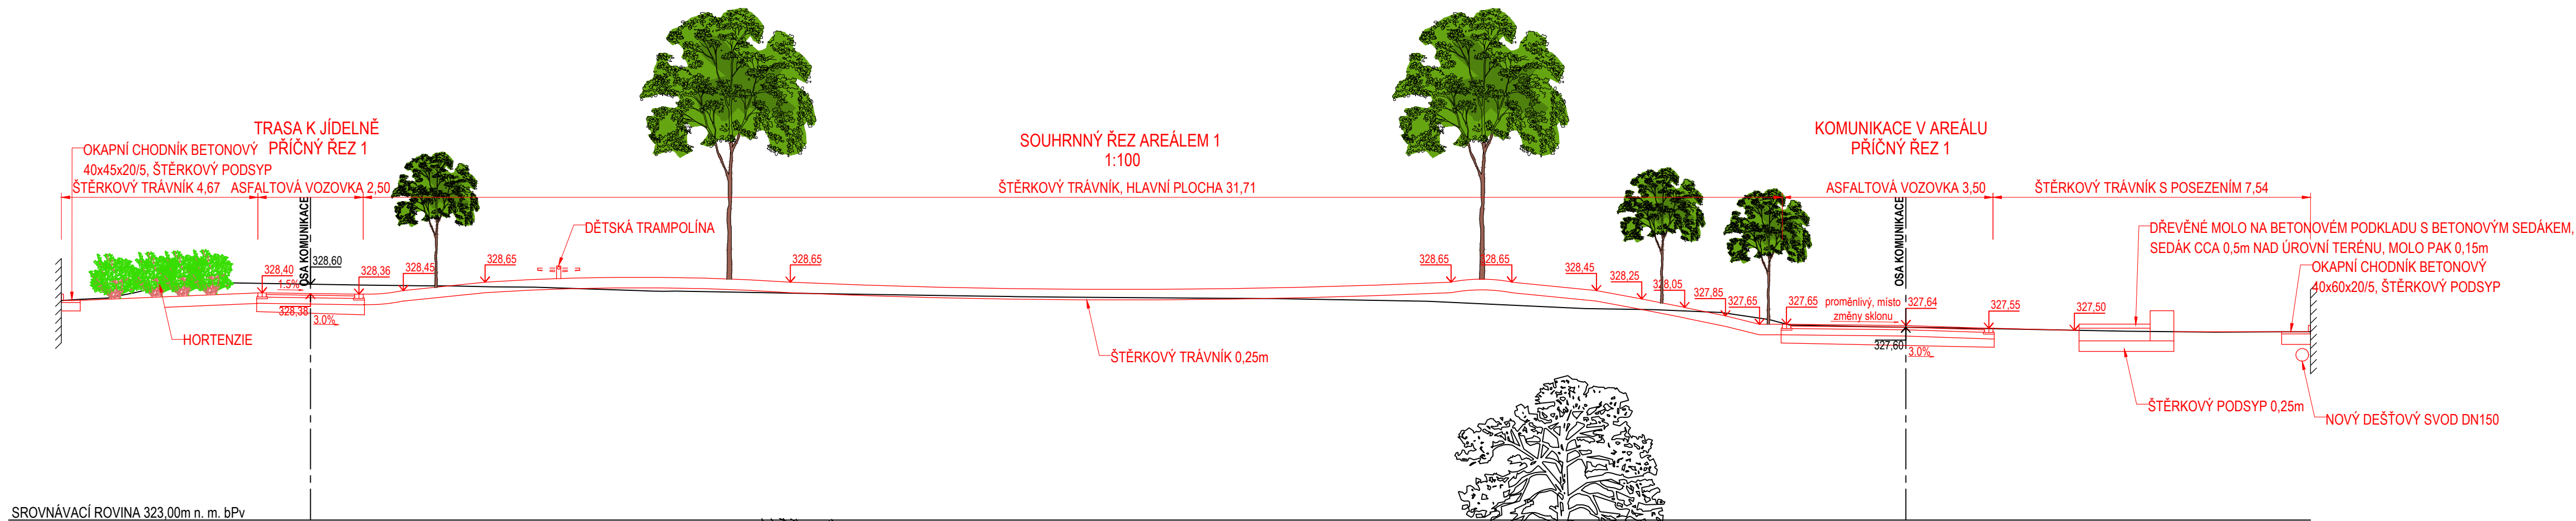 TRASA K JÍDELNĚ
PŘÍČNÝ ŘEZ 1
OKAPNÍ CHODNÍK BETONOVÝ
40x45x20/5, ŠTĚRKOVÝ PODSYP
ŠTĚRKOVÝ TRÁVNÍK 4,67
ASFALTOVÁ VOZOVKA 2,50
SOUHRNNÝ ŘEZ AREÁLEM 1
1:100
ŠTĚRKOVÝ TRÁVNÍK, HLAVNÍ PLOCHA 31,71
KOMUNIKACE V AREÁLU
PŘÍČNÝ ŘEZ 1
ASFALTOVÁ VOZOVKA 3,50
ŠTĚRKOVÝ TRÁVNÍK S POSEZENÍM 7,54
OSA KOMUNIKACE
OSA KOMUNIKACE
DĚTSKÁ TRAMPOLÍNA
DŘEVĚNÉ MOLO NA BETONOVÉM PODKLADU S BETONOVÝM SEDÁKEM,
SEDÁK CCA 0,5m NAD ÚROVNÍ TERÉNU, MOLO PAK 0,15m
OKAPNÍ CHODNÍK BETONOVÝ
40x60x20/5, ŠTĚRKOVÝ PODSYP
328,40
328,60
328,36
328,45
328,65
328,65
328,65
328,65
328,45
328,25
328,05
327,85
327,65
327,65
proměnlivý, místo
změny sklonu
327,64
327,55
327,50
1.5%
328,38
3.0%
327,60
3.0%
HORTENZIE
ŠTĚRKOVÝ TRÁVNÍK 0,25m
ŠTĚRKOVÝ PODSYP 0,25m
NOVÝ DEŠŤOVÝ SVOD DN150
SROVNÁVACÍ ROVINA 323,00m n. m. bPv